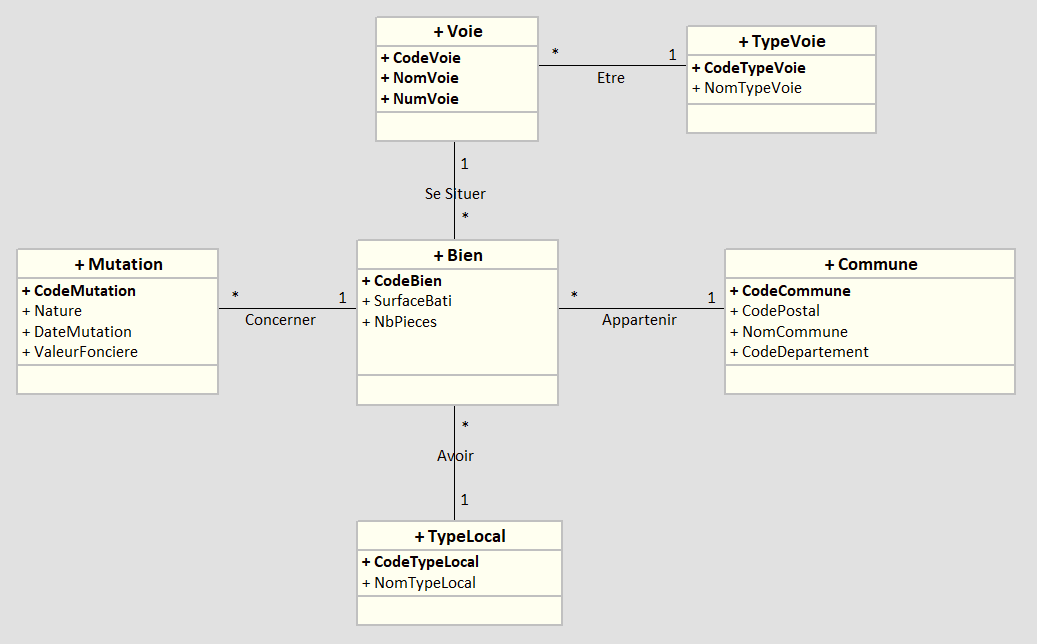 + Voie
+ CodeVoie
+ NomVoie
+ NumVoie
* 1
Etre
+ TypeVoie
+ CodeTypeVoie
+ NomTypeVoie
1
Se Situer
*
+ Mutation
+ CodeMutation
+ Nature
+ DateMutation
+ ValeurFonciere
* 1
Concerner
+ Bien
+ CodeBien
+ SurfaceBati
+ NbPieces
* 1
Appartenir
+ Commune
+ CodeCommune
+ CodePostal
+ NomCommune
+ CodeDepartement
*
Avoir
1
+ TypeLocal
+ CodeTypeLocal
+ NomTypeLocal